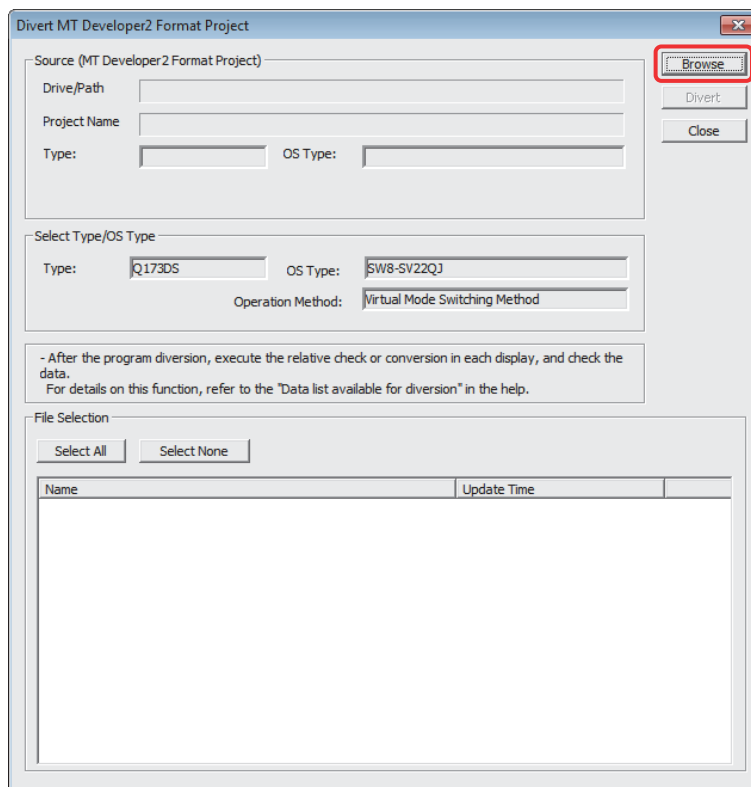 Divert MT Developer2 Format Project
Source (MT Developer2 Format Project)
Browse
Drive/Path
Divert
Project Name
Close
Type: OS Type:
Select Type/OS Type
Type: Q173DS OS Type: SW8-SV22QJ
Operation Method: Virtual Mode Switching Method
- After the program diversion, execute the relative check or conversion in each display, and check the
data.
For details on this function, refer to the "Data list available for diversion" in the help.
File Selection
Select All Select None
Name Update Time